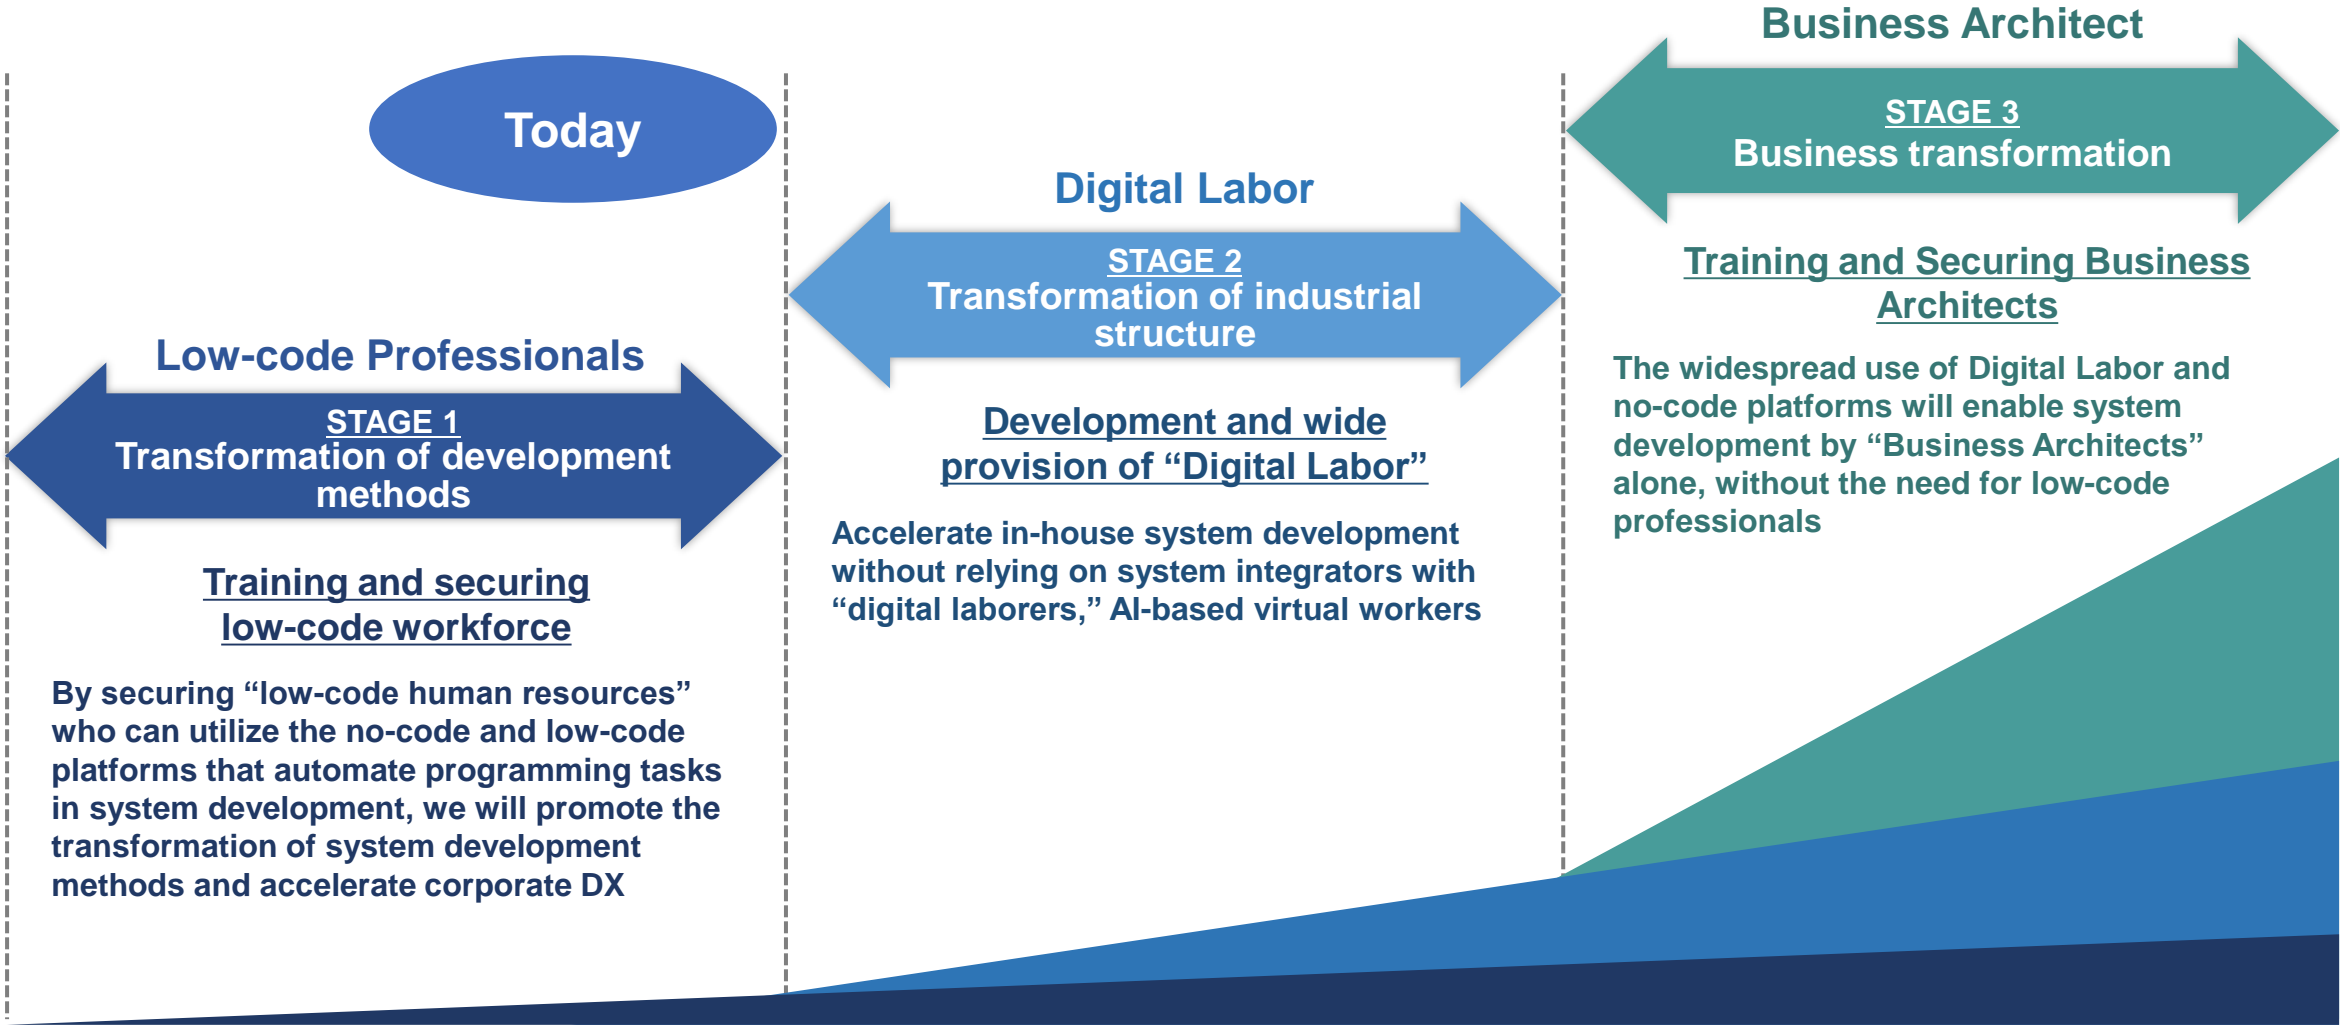 Today
Low-code Professionals
STAGE 1
Transformation of development
methods
Training and securing
low-code workforce
By securing “low-code human resources”
who can utilize the no-code and low-code
platforms that automate programming tasks
in system development, we will promote the
transformation of system development
methods and accelerate corporate DX
Digital Labor
STAGE 2
Transformation of industrial
structure
Development and wide
provision of “Digital Labor”
Accelerate in-house system development
without relying on system integrators with
“digital laborers,” AI-based virtual workers
Business Architect
STAGE 3
Business transformation
Training and Securing Business
Architects
The widespread use of Digital Labor and
no-code platforms will enable system
development by “Business Architects”
alone, without the need for low-code
professionals